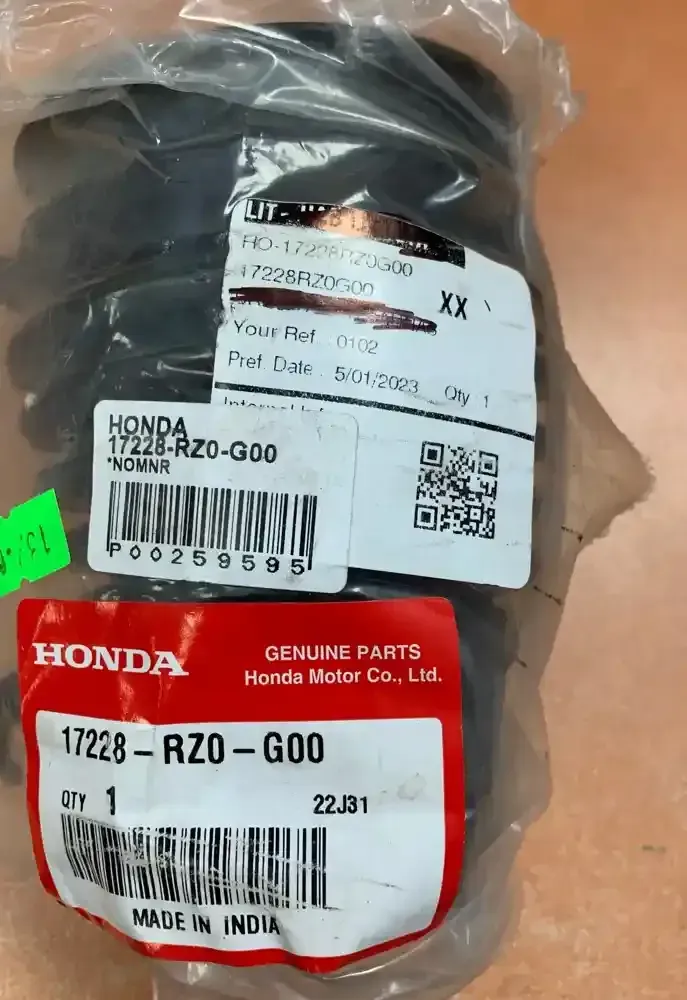 LIT-
HO-17228RZ0G00
17228RZ0G00
XX
Your Ref. 0102
Pref. Date. 5/01/2023 Qty 1
HONDA
17228-RZ0-G00
*NOMNR
P00259595
HONDA
GENUINE PARTS
Honda Motor Co., Ltd.
17228-RZ0-G00
QTY 1 22J31
MADE IN INDIA